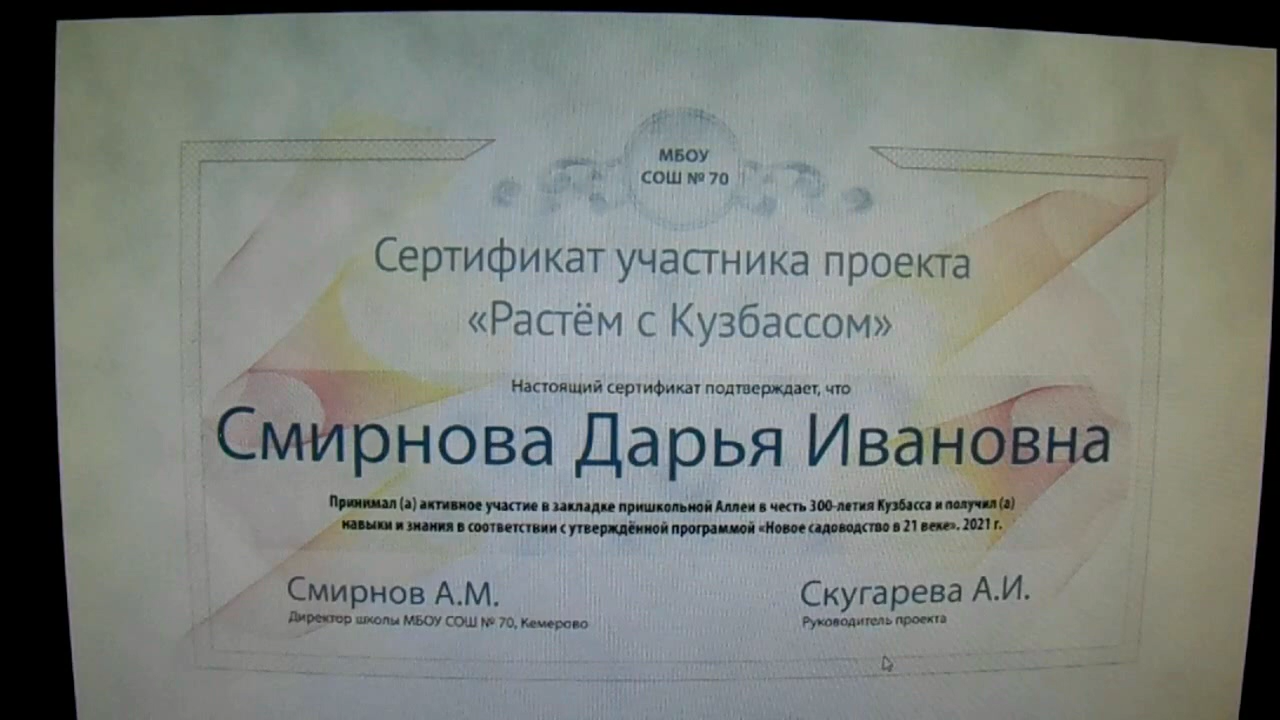 МБОУ
СОШ № 70
Сертификат участника проекта
«Растём с Кузбассом»
Настоящий сертификат подтверждает, что
Смирнова Дарья Ивановна
Принимал (а) активное участие в закладке пришкольной Аллеи в честь 300-летия Кузбасса и получил (а)
навыки и знания в соответствии с утверждённой программой «Новое садоводство в 21 веке». 2021 г.
Смирнов А.М.
Директор школы МБОУ СОШ № 70, Кемерово
Скугарева А.И.
Руководитель проекта